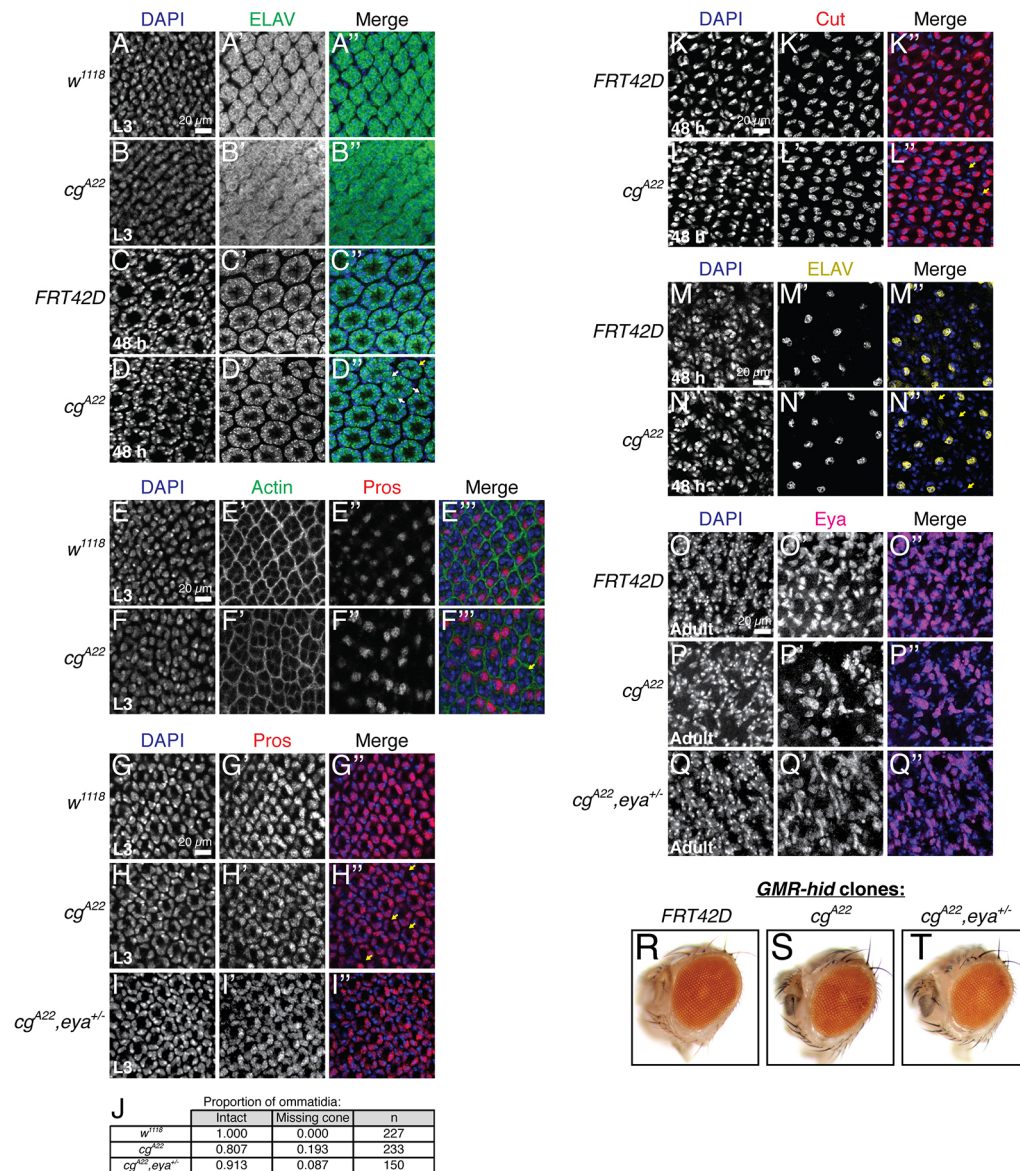 DAPI ELAV Merge
w1118 A A' A''
L3 20 µm
cgA22 B B' B''
L3
FRT42D C C' C''
48 h
cgA22 D D' D''
48 h
DAPI Actin Pros Merge
w1118 E E' E'' E'''
L3 20 µm
cgA22 F F' F'' F'''
L3
DAPI Pros Merge
w1118 G G' G''
L3 20 µm
cgA22 H H' H''
L3
cgA22,eya+/- I I' I''
L3
J Proportion of ommatidia:
Intact Missing cone n
w1118 1.000 0.000 227
cgA22 0.807 0.193 233
cgA22,eya+/- 0.913 0.087 150
DAPI Cut Merge
FRT42D K K' K''
48 h 20 µm
cgA22 L L' L''
48 h
DAPI ELAV Merge
FRT42D M M' M''
48 h 20 µm
cgA22 N N' N''
48 h
DAPI Eya Merge
FRT42D O O' O''
Adult 20 µm
cgA22 P P' P''
Adult
cgA22,eya+/- Q Q' Q''
Adult
GMR-hid clones:
FRT42D cgA22 cgA22,eya+/-
R S T